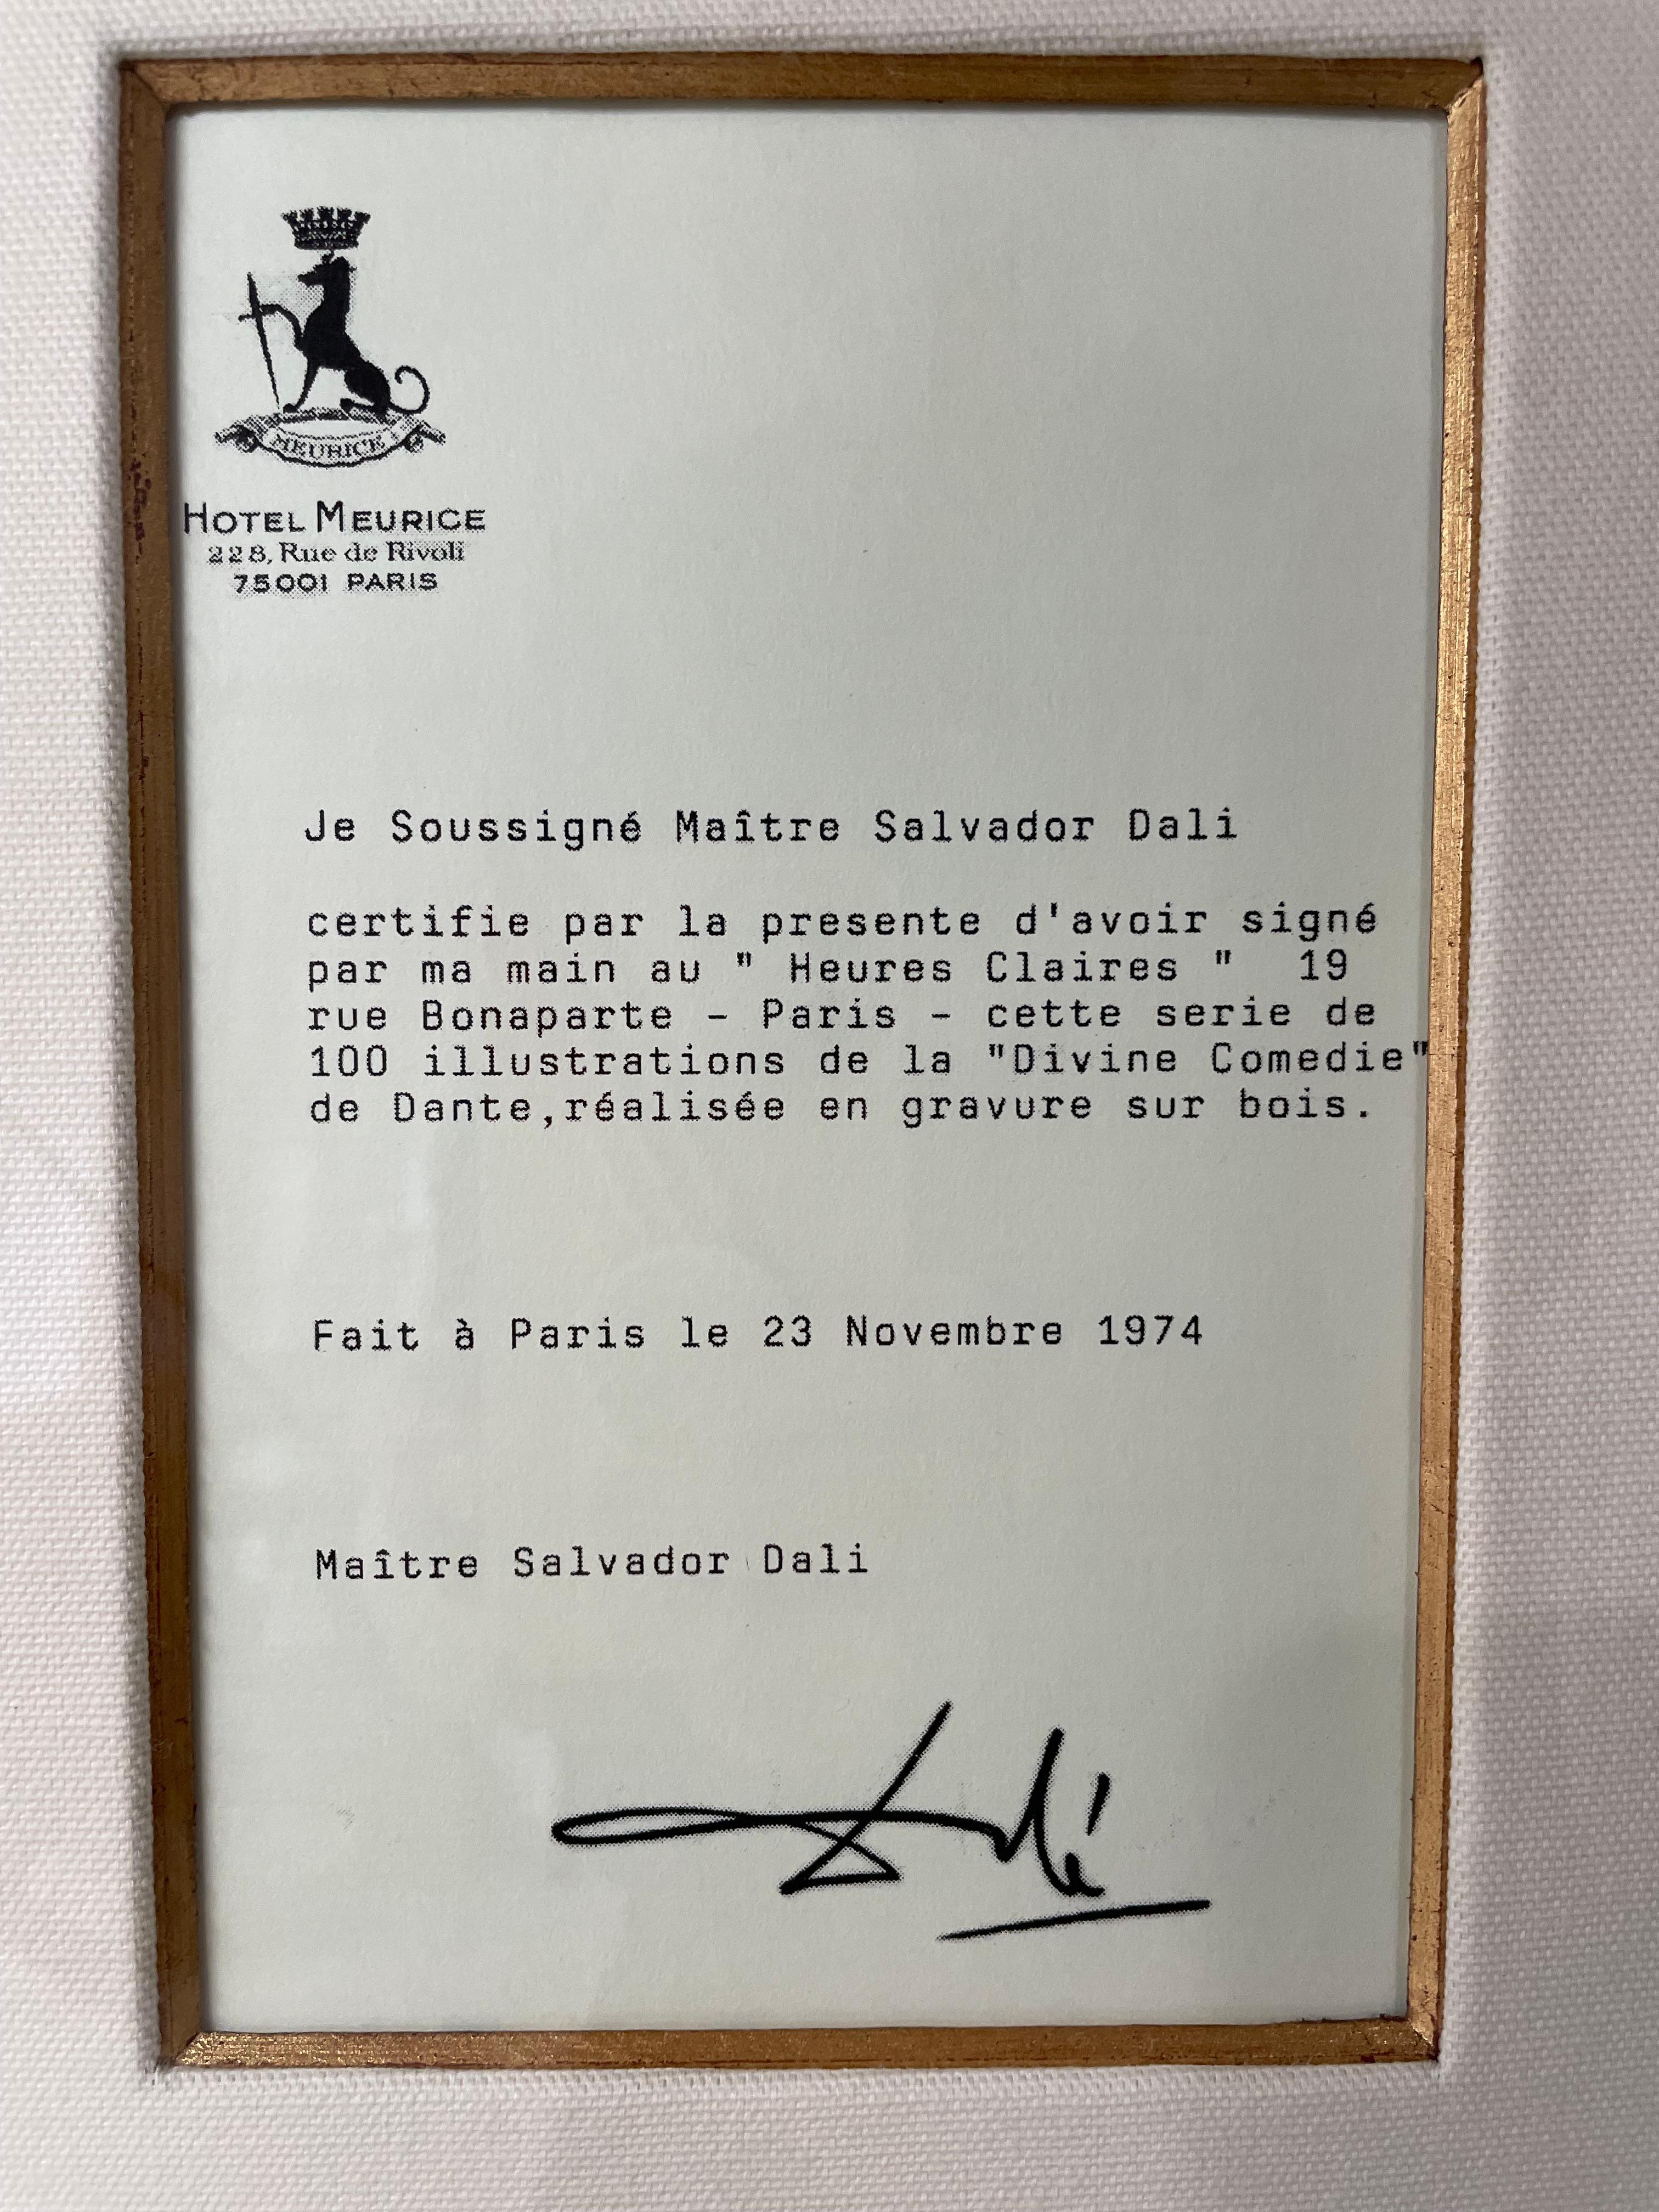 MEURICE
HOTEL MEURICE
228, Rue de Rivoli
75001 PARIS
Je Soussigné Maître Salvador Dali
certifie par la presente d'avoir signé
par ma main au " Heures Claires " 19
rue Bonaparte - Paris - cette serie de
100 illustrations de la "Divine Comedie"
de Dante,réalisée en gravure sur bois.
Fait à Paris le 23 Novembre 1974
Maître Salvador Dali
Dalí